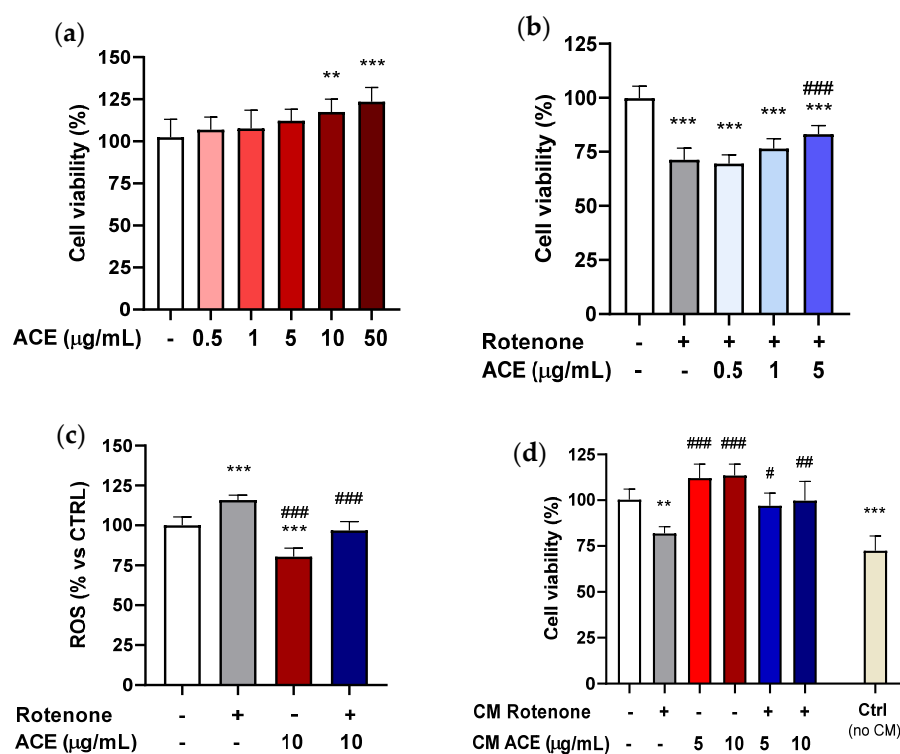 (a)
150
** ***
125
100
75
50
25
0
Cell viability (%)
ACE (μg/mL) - 0.5 1 5 10 50
(b)
125
100
75
50
25
0
Cell viability (%)
###
*** *** *** ***
Rotenone - + + + +
ACE (μg/mL) - - 0.5 1 5
(c)
150
125
100
75
50
25
0
ROS (% vs CTRL)
*** ### ###
***
Rotenone - + - +
ACE (μg/mL) - - 10 10
(d)
125
100
75
50
25
0
Cell viability (%)
** ### ### # ## ***
CM Rotenone - + - - + + Ctrl
(no CM)
CM ACE (μg/mL) - - 5 10 5 10